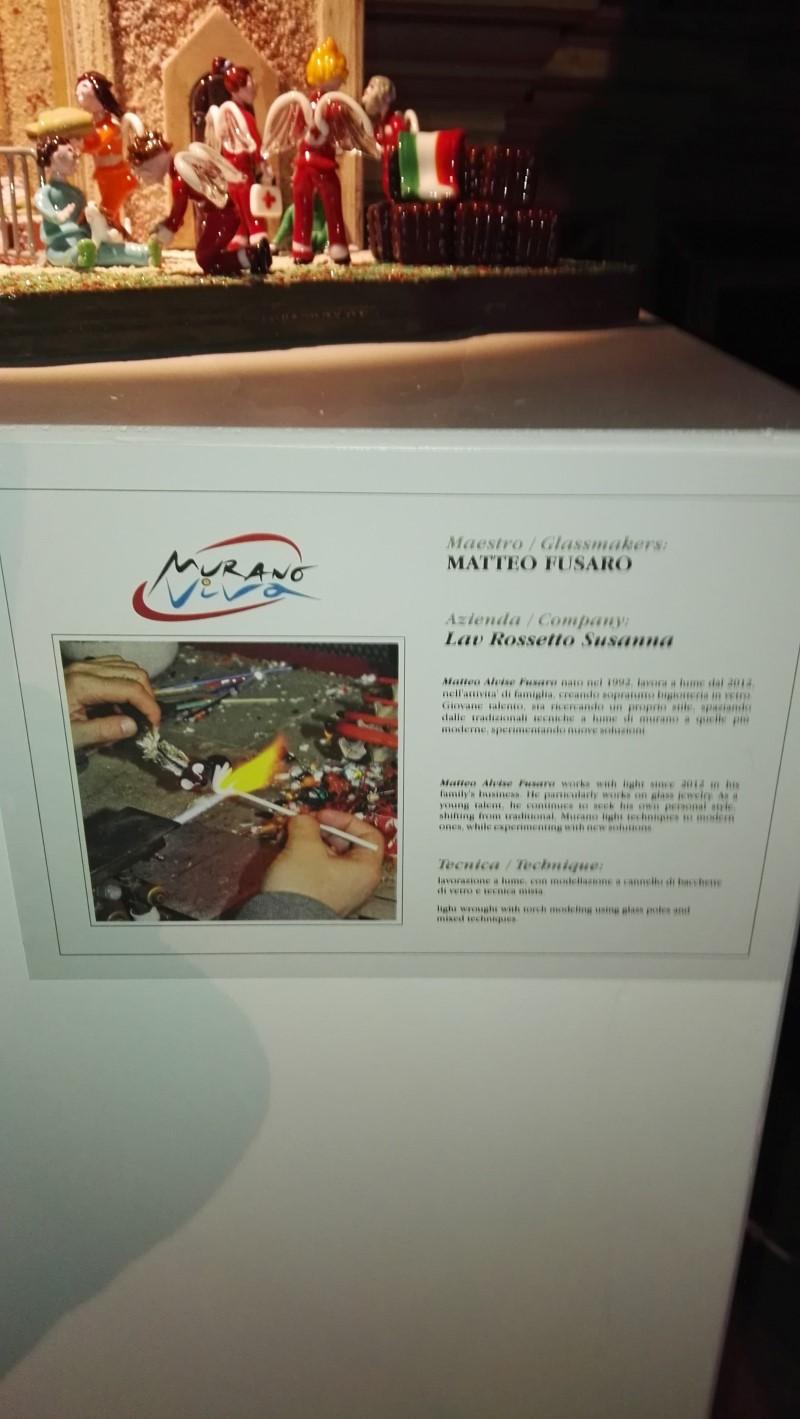 MURANO
Viva
Maestro / Glassmakers:
MATTEO FUSARO
Azienda / Company:
Lav Rossetto Susanna
Matteo Alvise Fusaro nato nel 1992, lavora a lume dal 2012,
nell'attivita' di famiglia, creando sopratutto bigiotteria in vetro.
Giovane talento, sta ricercando un proprio stile, spaziando
dalle tradizionali tecniche a lume di murano a quelle più
moderne, sperimentando nuove soluzioni.
Matteo Alvise Fusaro works with light since 2012 in his
family's business. He particularly works on glass jewelry. As a
young talent, he continues to seek his own personal style,
shifting from traditional, Murano light techniques to modern
ones, while experimenting with new solutions.
Tecnica / Technique:
lavorazione a lume, con modellazione a cannello di bacchette
di vetro e tecnica mista
light wrought with torch modeling using glass poles and
mixed techniques